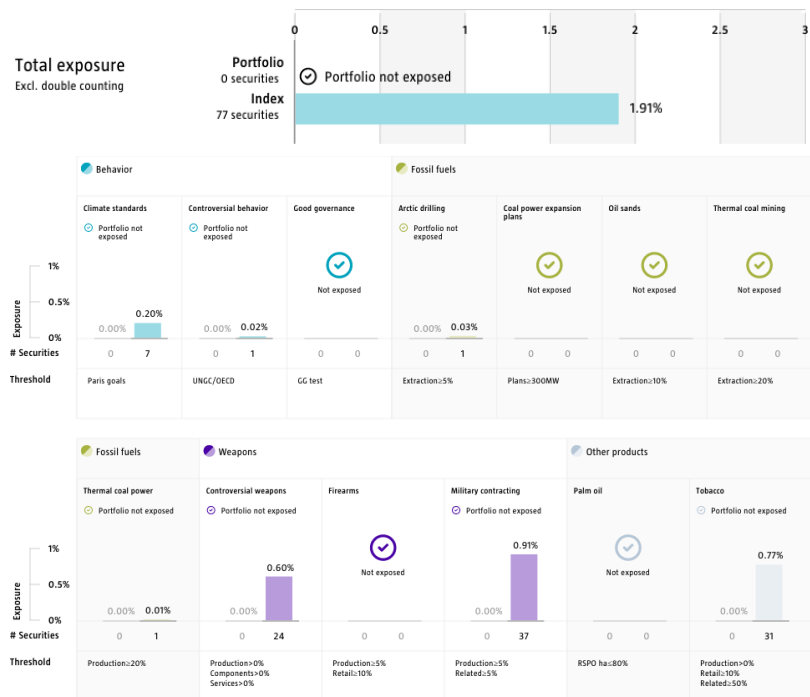 0 0.5 1 1.5 2 2.5 3
Total exposure
Excl. double counting
Portfolio
0 securities
Portfolio not exposed
Index
77 securities
1.91%
Behavior
Fossil fuels
Climate standards
Controversial behavior
Good governance
Arctic drilling
Coal power expansion
plans
Oil sands
Thermal coal mining
Portfolio not
exposed
Portfolio not
exposed
Not exposed
Portfolio not
exposed
Not exposed
Not exposed
Not exposed
Exposure
1%
0.5%
0%
0.00% 0.20%
0.00% 0.02%
0.00% 0.03%
# Securities 0 7 0 1 0 0 0 1 0 0 0 0 0 0
Threshold Paris goals UNGC/OECD GG test Extraction≥5% Plans≥300MW Extraction≥10% Extraction≥20%
Fossil fuels
Weapons
Other products
Thermal coal power
Controversial weapons
Firearms
Military contracting
Palm oil
Tobacco
Portfolio not exposed
Portfolio not exposed
Not exposed
Portfolio not exposed
Not exposed
Portfolio not exposed
Exposure
1%
0.5%
0%
0.00% 0.01%
0.00% 0.60%
0.00% 0.91%
0.00% 0.77%
# Securities 0 1 0 24 0 0 0 37 0 0 0 31
Threshold
Production≥20%
Production>0%
Components>0%
Services>0%
Production≥5%
Retail≥10%
Production≥5%
Related≥5%
RSPO ha≤80%
Production>0%
Retail≥10%
Related≥50%